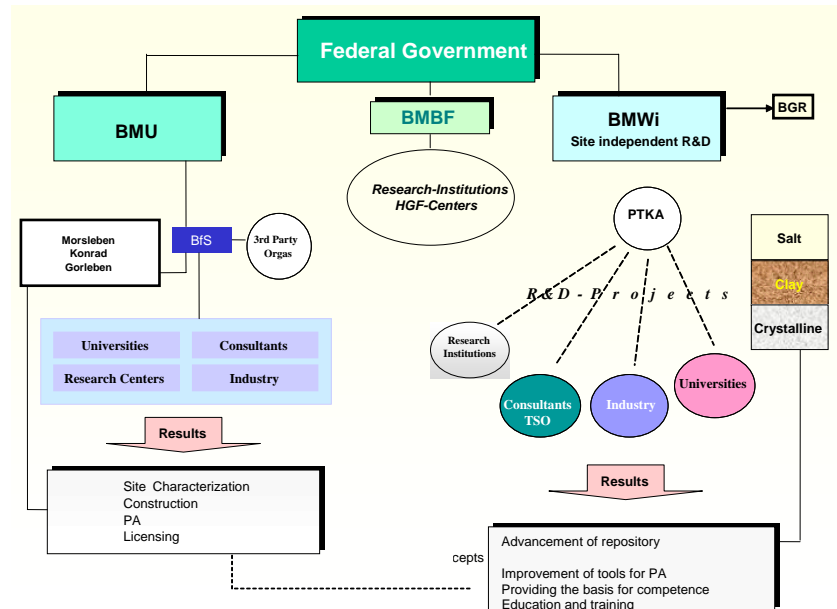 Federal Government
BMU
BMBF
BMWi
Site independent R&D
BGR
Research-Institutions
HGF-Centers
Morsleben
Konrad
Gorleben
BfS
3rd Party
Orgas
PTKA
Salt
Clay
Crystalline
R&D-Projects
Universities
Consultants
Research Centers
Industry
Research
Institutions
Consultants
TSO
Industry
Universities
Results
Results
Site Characterization
Construction
PA
Licensing
Advancement of repository
cepts
Improvement of tools for PA
Providing the basis for competence
Education and training